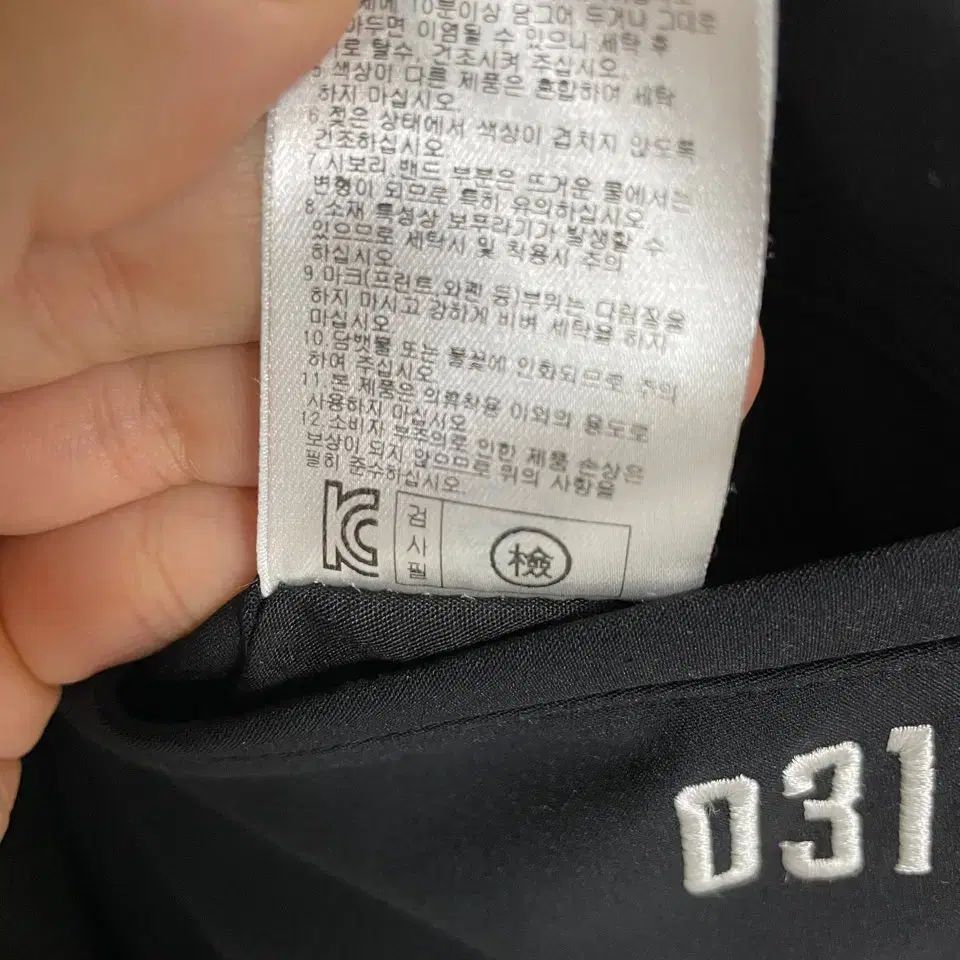 10분이상 담그어 두거나 그대로
놔두면 이염될 수 있으니 세탁 후
바로 탈수, 건조시켜 주십시오.
5. 색상이 다른 제품은 혼합하여 세탁
하지 마십시오.
6. 젖은 상태에서 색상이 겹치지 않도록
건조하십시오.
7. 시보리, 밴드 부분은 뜨거운 물에서는
변형이 되므로 특히 유의하십시오.
8. 소재 특성상 보푸라기가 발생할 수
있으므로 세탁시 및 착용시 주의
하십시오.
9. 마크(프린트, 와펜 등)부위는 다림질을
하지 마시고 강하게 비벼 세탁을 하지
마십시오.
10. 담뱃불 또는 불꽃에 인화되므로 주의
하여 주십시오.
11. 본 제품은 의류착용 이외의 용도로
사용하지 마십시오.
12. 소비자 부주의로 인한 제품 손상은
보상이 되지 않으므로 위의 사항을
필히 준수하십시오.
KC
검사필
檢
031